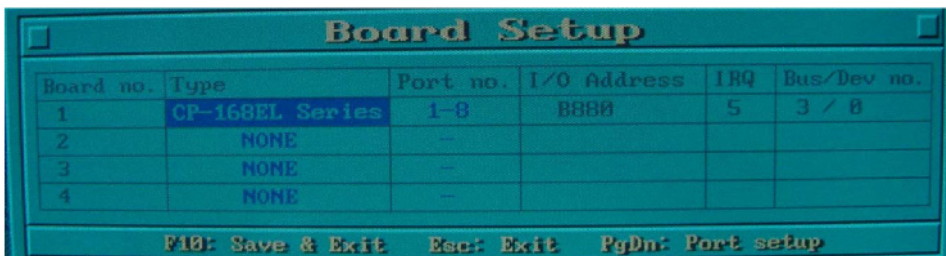 Board Setup
Board no. Type Port no. I/O Address IRQ Bus/Dev no.
1 CP-168EL Series 1-8 B880 5 3 / 0
2 NONE —
3 NONE —
4 NONE —
F10: Save & Exit Esc: Exit PgDn: Port setup